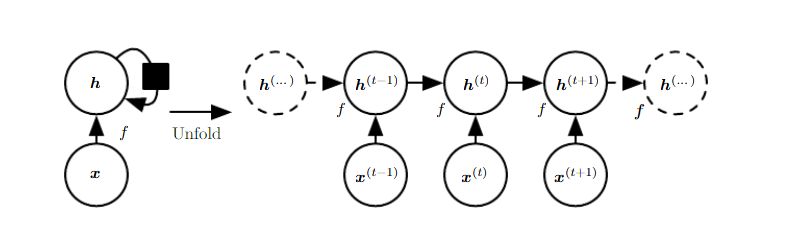 h h(...) h(t−1) h(t) h(t+1) h(...)
f f f f f
Unfold
x x(t−1) x(t) x(t+1)